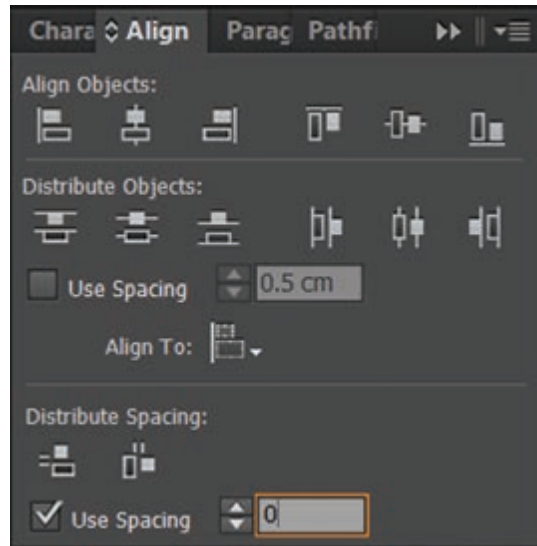 Chara Align Parag Pathfi
Align Objects:
Distribute Objects:
Use Spacing 0.5 cm
Align To:
Distribute Spacing:
Use Spacing 0